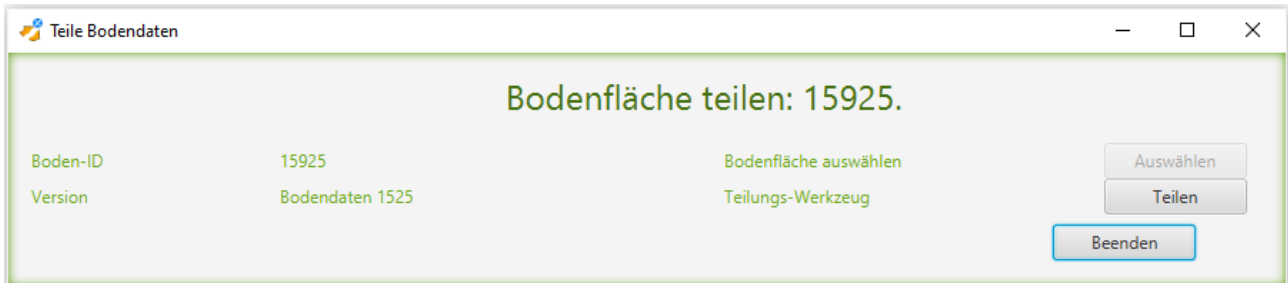 Teile Bodendaten
Bodenfläche teilen: 15925.
Boden-ID 15925 Bodenfläche auswählen Auswählen
Version Bodendaten 1525 Teilungs-Werkzeug Teilen
Beenden